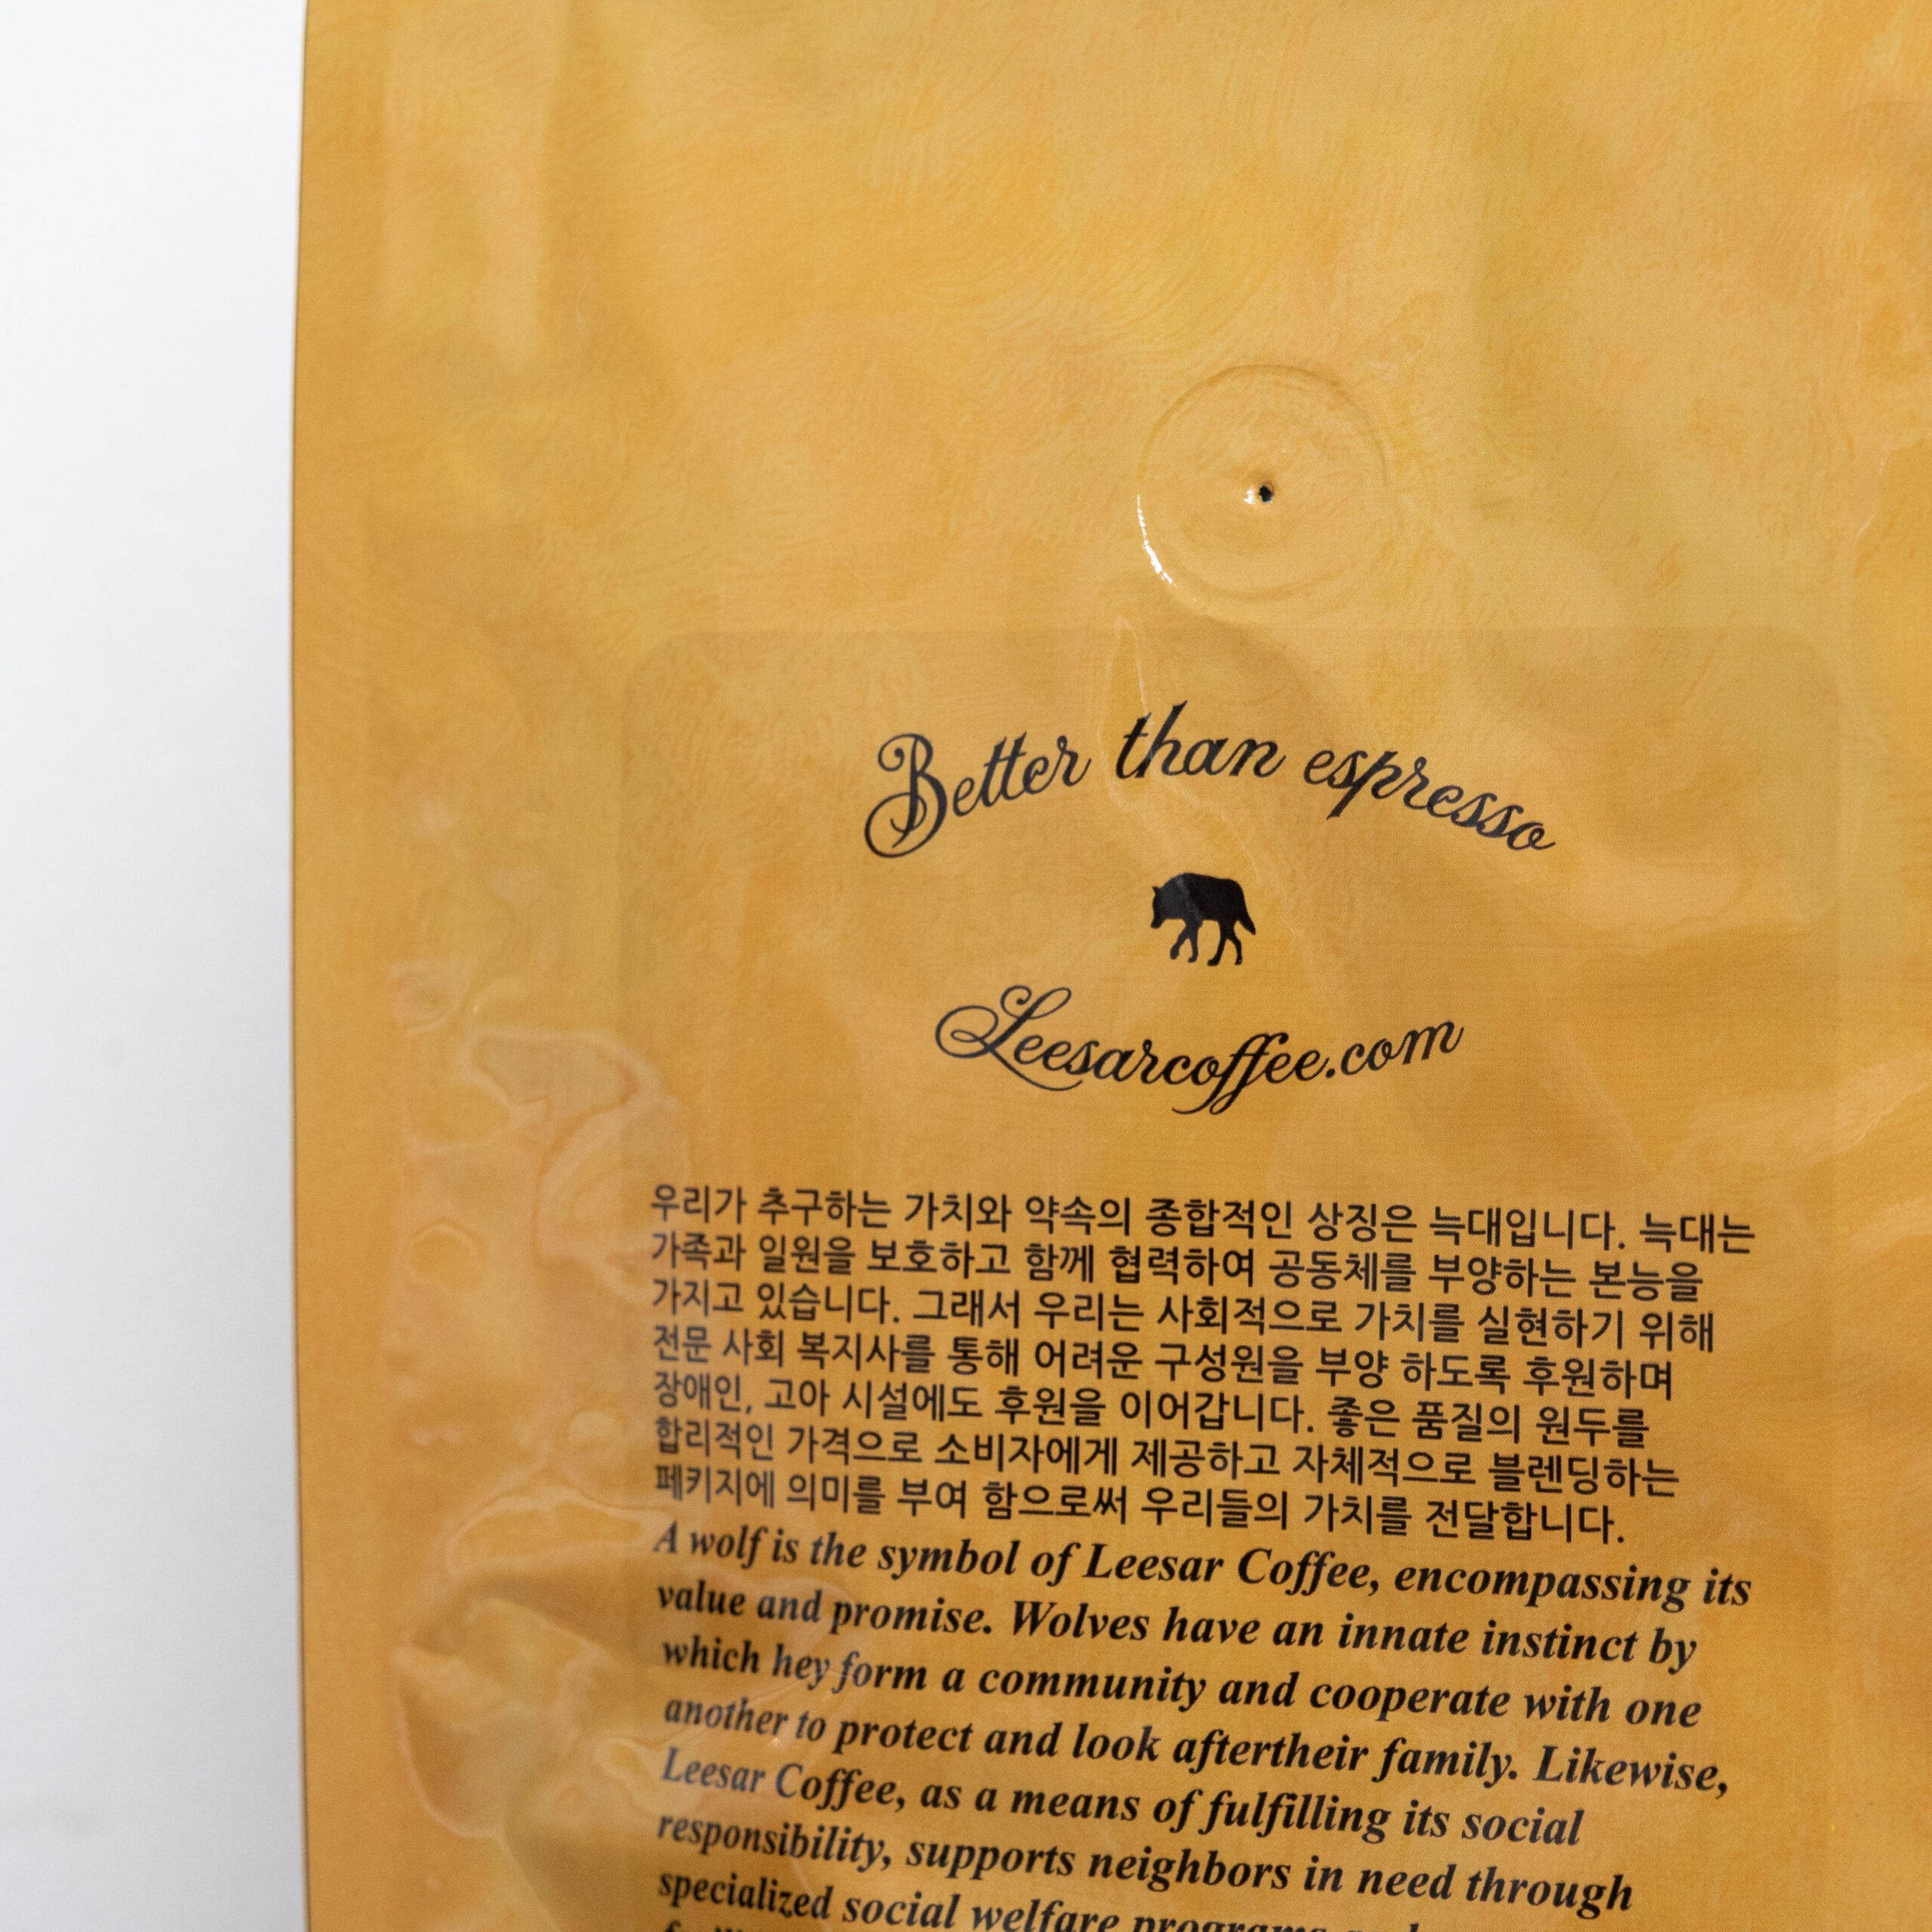 Better than espresso
Leesarcoffee.com
우리가 추구하는 가치와 약속의 종합적인 상징은 늑대입니다. 늑대는
가족과 일원을 보호하고 함께 협력하여 공동체를 부양하는 본능을
가지고 있습니다. 그래서 우리는 사회적으로 가치를 실현하기 위해
전문 사회 복지사를 통해 어려운 구성원을 부양 하도록 후원하며
장애인, 고아 시설에도 후원을 이어갑니다. 좋은 품질의 원두를
합리적인 가격으로 소비자에게 제공하고 자체적으로 블렌딩하는
페키지에 의미를 부여 함으로써 우리들의 가치를 전달합니다.
A wolf is the symbol of Leesar Coffee, encompassing its
value and promise. Wolves have an innate instinct by
which hey form a community and cooperate with one
another to protect and look aftertheir family. Likewise,
Leesar Coffee, as a means of fulfilling its social
responsibility, supports neighbors in need through
specialized social welfare programs